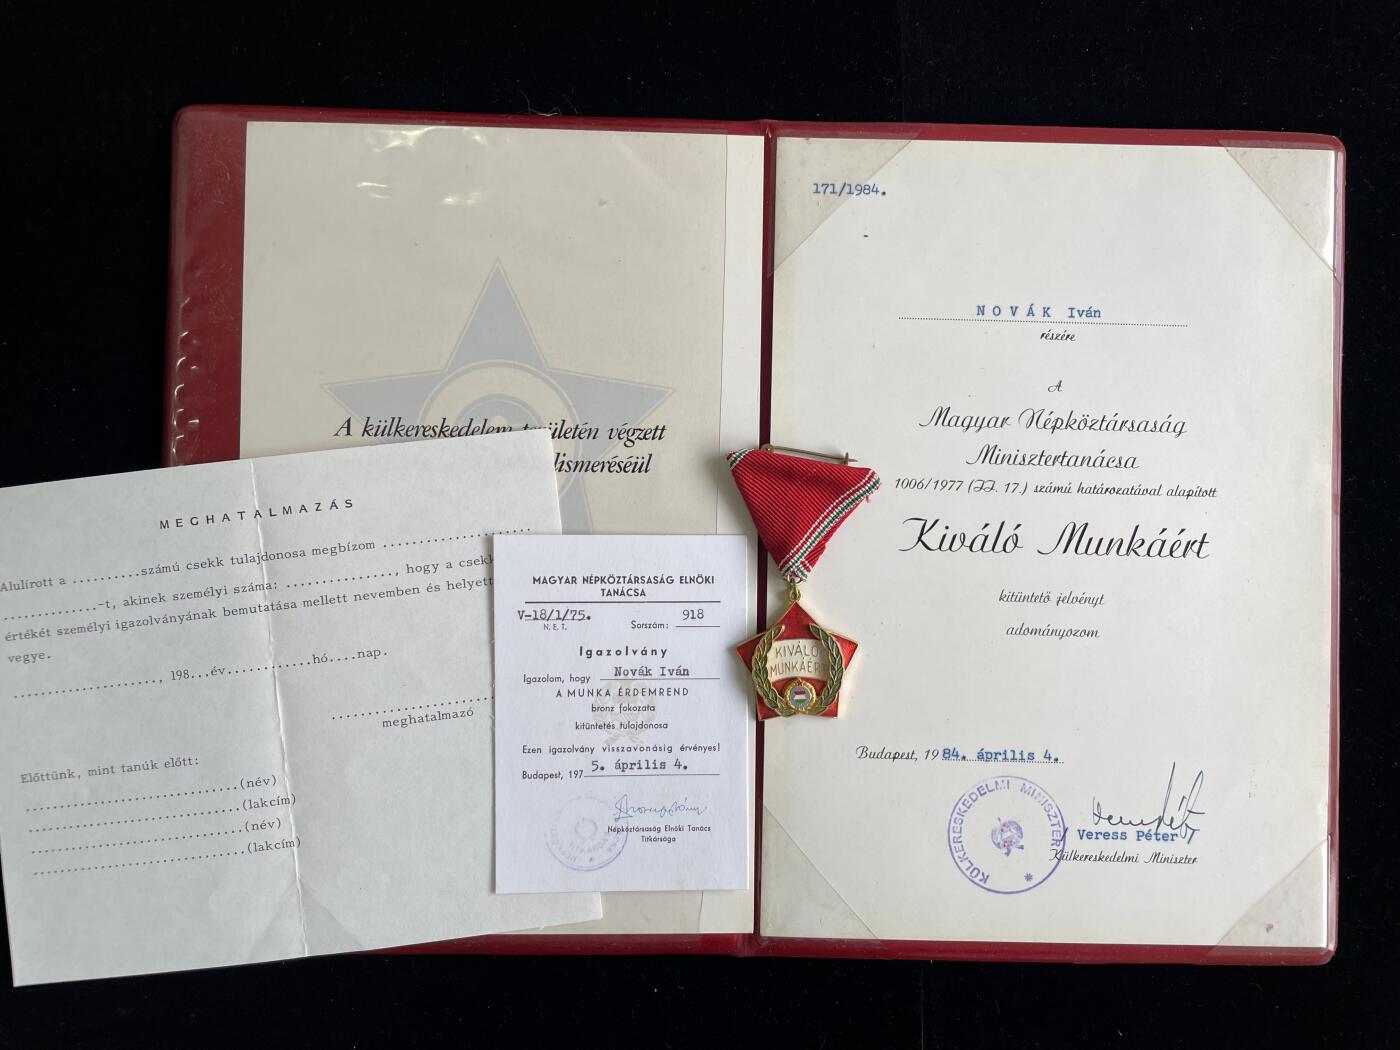 A külkereskedelem területén végzett
171/1984.
NOVÁK Iván
részére
A
Magyar Népköztársaság
Minisztertanácsa
1006/1977 (II. 17.) számú határozatával alapított
Kiváló Munkáért
kitüntető jelvényt
adományozom
Budapest, 1984. április 4.
KÜLKERESKEDELMI MINISZTER
Veress Péter
Külkereskedelmi Miniszter
KIVÁLÓ
MUNKÁÉRT
MEGHATALMAZÁS
Alulírott a ..........számú csekk tulajdonosa megbízom ....................
.............-t, akinek személyi száma: ..............., hogy a csekk
értékét személyi igazolványának bemutatása mellett nevemben és helyett
vegye.
...................., 198...év...........hó....nap.
......................
meghatalmazó
Előttünk, mint tanúk előtt:
..............................(név)
..............................(lakcím)
..............................(név)
..............................(lakcím)
MAGYAR NÉPKÖZTÁRSASÁG ELNÖKI
TANÁCSA
V-18/1/75.
N. E. T.
Sorszám: 918
Igazolvány
Igazolom, hogy Novák Iván
A MUNKA ÉRDEMREND
bronz fokozata
kitüntetés tulajdonosa
Ezen igazolvány visszavonásig érvényes!
Budapest, 197 5. április 4.
Népköztársaság Elnöki Tanács
Titkársága